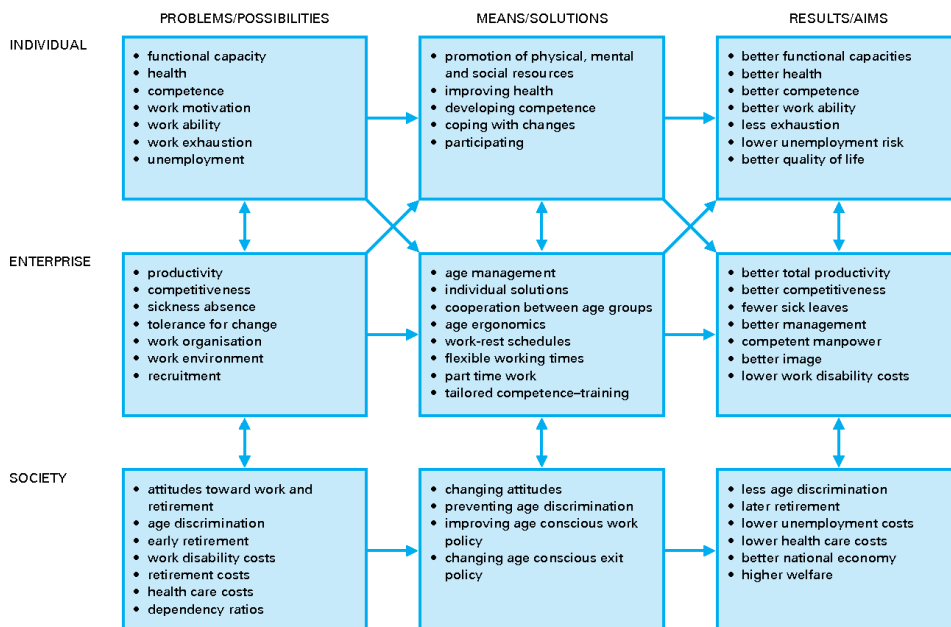 PROBLEMS/POSSIBILITIES
MEANS/SOLUTIONS
RESULTS/AIMS
INDIVIDUAL
• functional capacity
• health
• competence
• work motivation
• work ability
• work exhaustion
• unemployment
• promotion of physical, mental
and social resources
• improving health
• developing competence
• coping with changes
• participating
• better functional capacities
• better health
• better competence
• better work ability
• less exhaustion
• lower unemployment risk
• better quality of life
ENTERPRISE
• productivity
• competitiveness
• sickness absence
• tolerance for change
• work organisation
• work environment
• recruitment
• age management
• individual solutions
• cooperation between age groups
• age ergonomics
• work-rest schedules
• flexible working times
• part time work
• tailored competence–training
• better total productivity
• better competitiveness
• fewer sick leaves
• better management
• competent manpower
• better image
• lower work disability costs
SOCIETY
• attitudes toward work and
retirement
• age discrimination
• early retirement
• work disability costs
• retirement costs
• health care costs
• dependency ratios
• changing attitudes
• preventing age discrimination
• improving age conscious work
policy
• changing age conscious exit
policy
• less age discrimination
• later retirement
• lower unemployment costs
• lower health care costs
• better national economy
• higher welfare